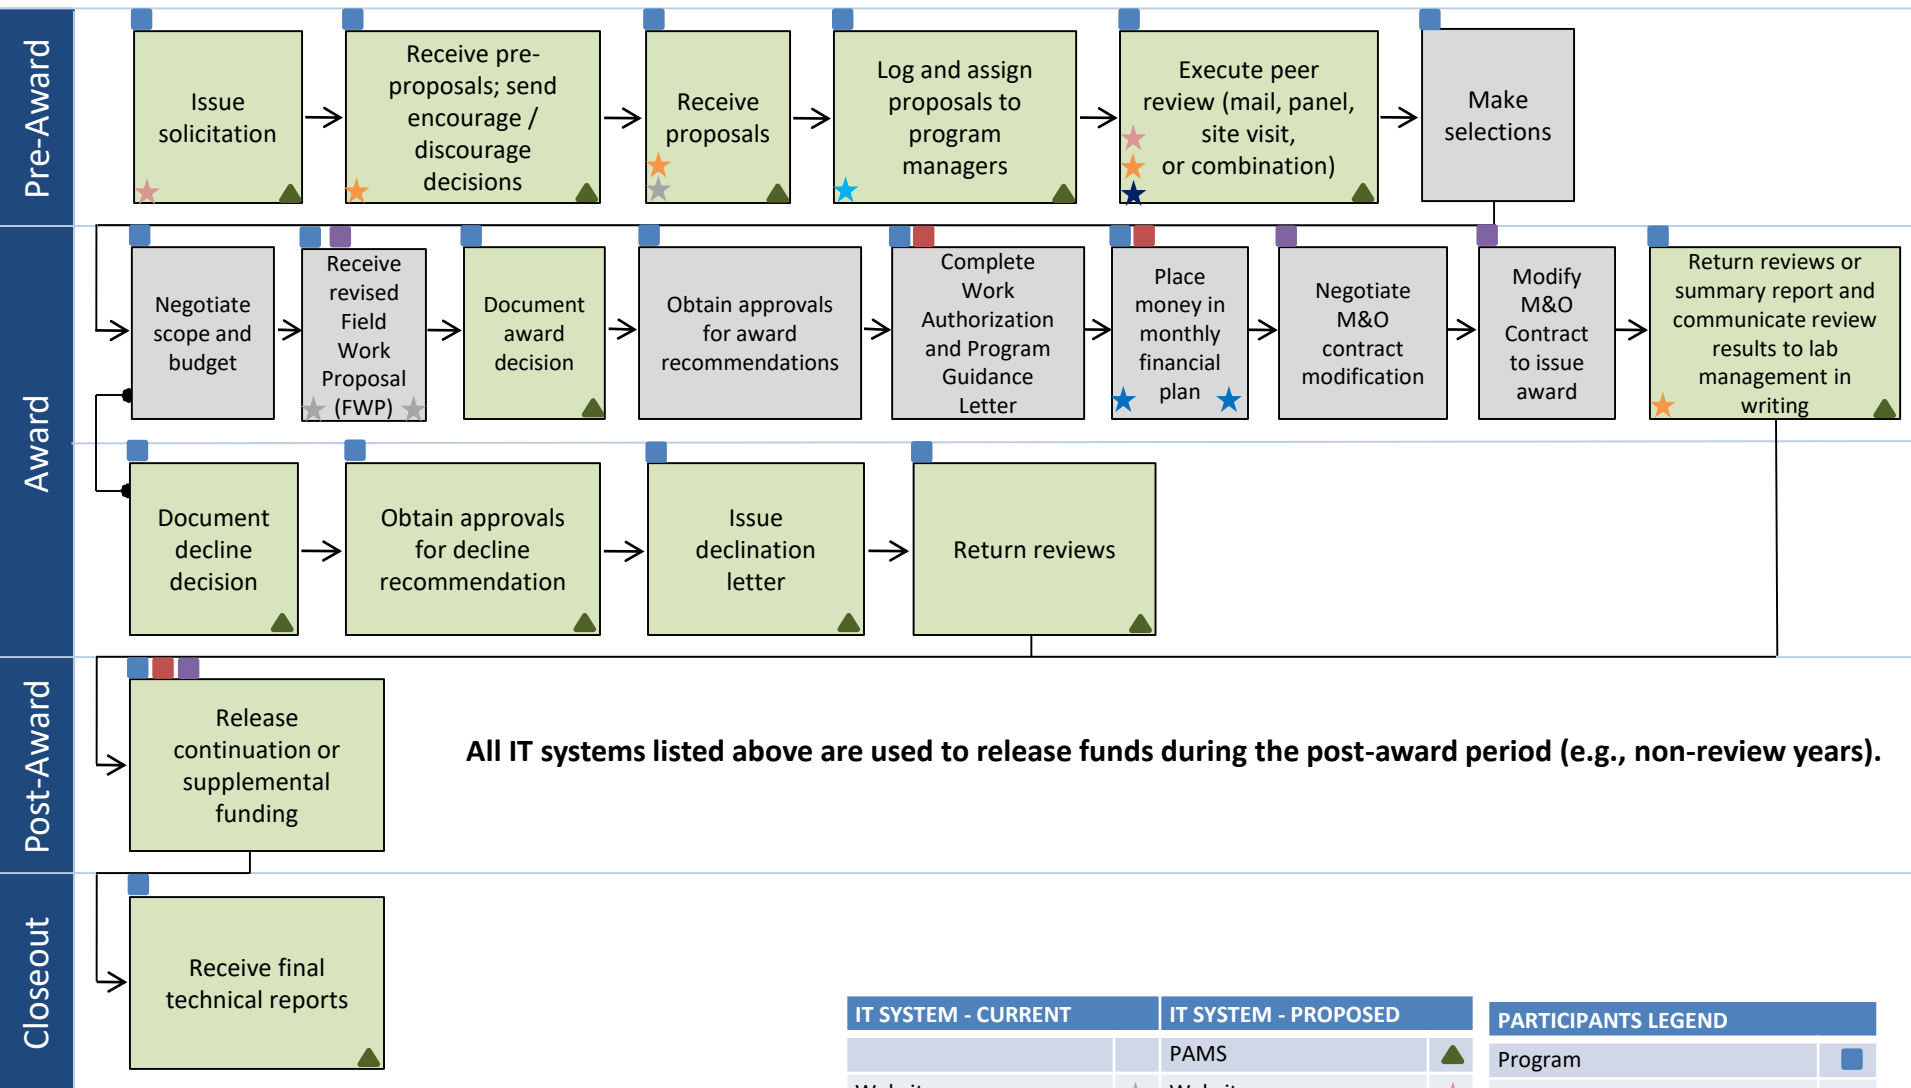 Pre-Award
Issue
solicitation
Receive pre-
proposals; send
encourage /
discourage
decisions
Receive
proposals
Log and assign
proposals to
program
managers
Execute peer
review (mail, panel,
site visit,
or combination)
Make
selections
Award
Negotiate
scope and
budget
Receive
revised
Field
Work
Proposal
(FWP)
Document
award
decision
Obtain approvals
for award
recommendations
Complete
Work
Authorization
and Program
Guidance
Letter
Place
money in
monthly
financial
plan
Negotiate
M&O
contract
modification
Modify
M&O
Contract
to issue
award
Return reviews or
summary report and
communicate review
results to lab
management in
writing
Document
decline
decision
Obtain approvals
for decline
recommendation
Issue
declination
letter
Return reviews
Post-Award
Release
continuation or
supplemental
funding
All IT systems listed above are used to release funds during the post-award period (e.g., non-review years).
Closeout
Receive final
technical reports
IT SYSTEM - CURRENT
IT SYSTEM - PROPOSED
PAMS
PARTICIPANTS LEGEND
Program